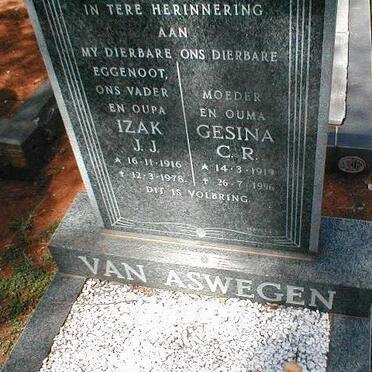 IN TERE HERINNERING
AAN
MY DIERBARE
EGGENOOT,
ONS VADER
EN OUPA
IZAK
J. J.
* 16-11-1916
† 12-3-1978
ONS DIERBARE
MOEDER
EN OUMA
GESINA
C. R.
* 14-3-1919
† 26-7-1996
DIT IS VOLBRING.
VAN ASWEGEN